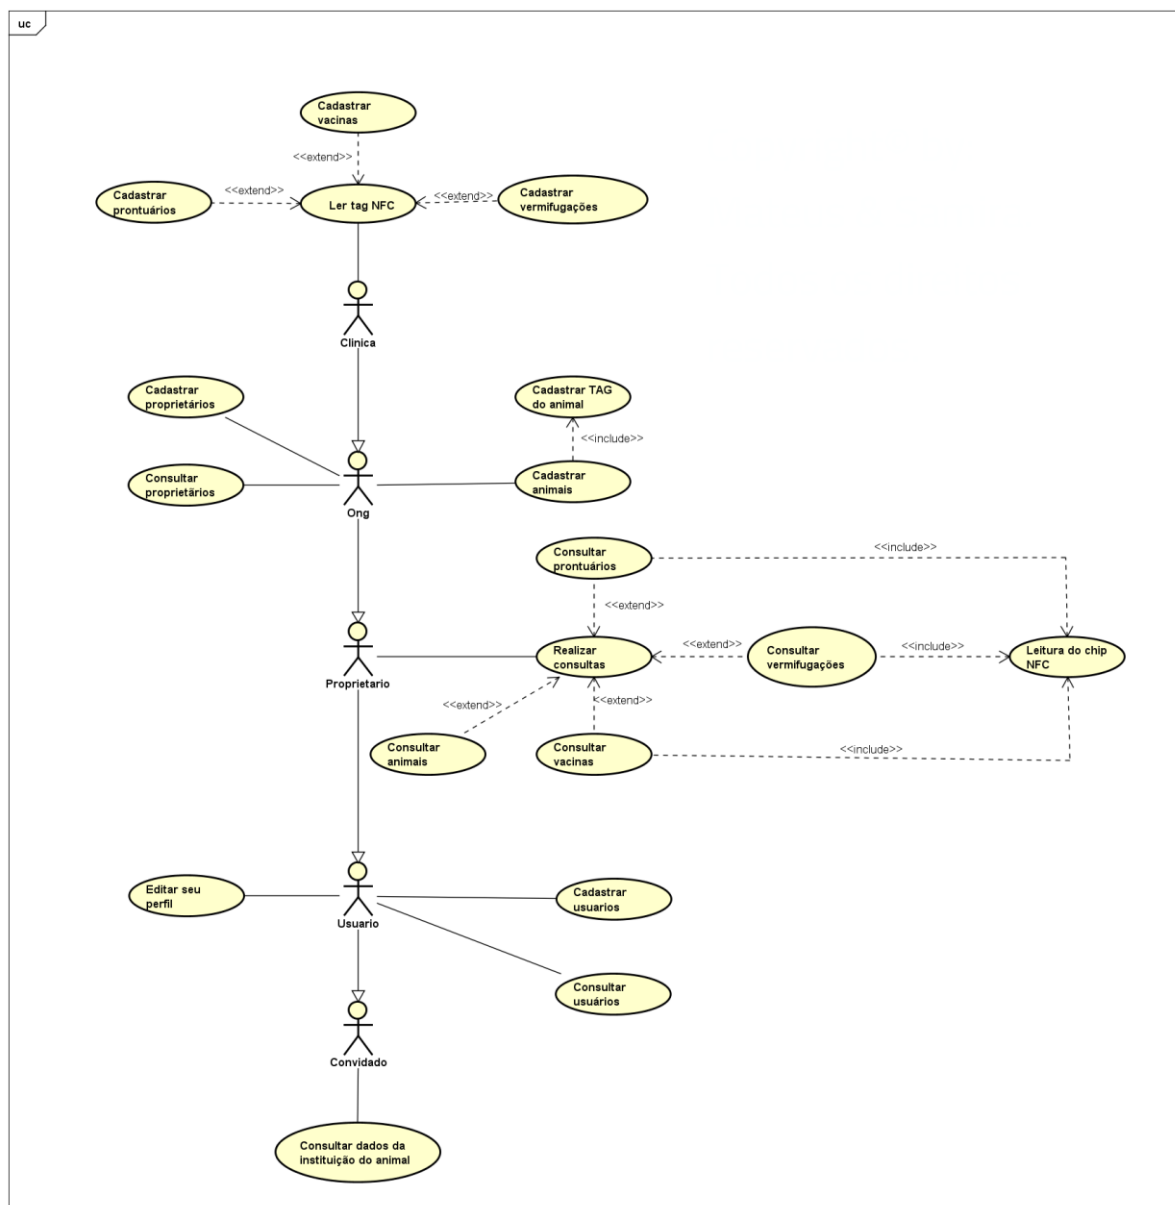 uc
Cadastrar
vacinas
<<extend>>
Cadastrar
prontuários
<<extend>>
Ler tag NFC
<<extend>>
Cadastrar
vermifugações
Clinica
Cadastrar
proprietários
Cadastrar TAG
do animal
<<include>>
Consultar
proprietärios
Cadastrar
animais
Ong
Consultar
prontuários
<<include>>
<<extend>>
Realizar
consultas
<<extend>>
Consultar
vermifugações
<<include>>
Leitura do chip
NFC
Proprietario
<<extend>>
<<extend>>
Consultar
animais
Consultar
vacinas
<<include>>
Editar seu
perfil
Cadastrar
usuarios
Usuario
Consultar
usuários
Convidado
Consultar dados da
instituição do animal